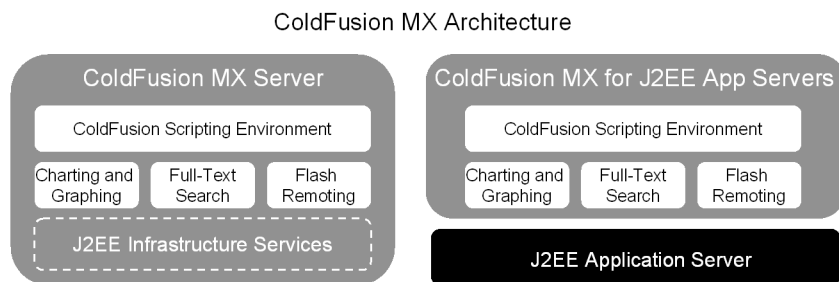 ColdFusion MX Architecture
ColdFusion MX Server
ColdFusion Scripting Environment
Charting and
Graphing
Full-Text
Search
Flash
Remoting
J2EE Infrastructure Services
ColdFusion MX for J2EE App Servers
ColdFusion Scripting Environment
Charting and
Graphing
Full-Text
Search
Flash
Remoting
J2EE Application Server